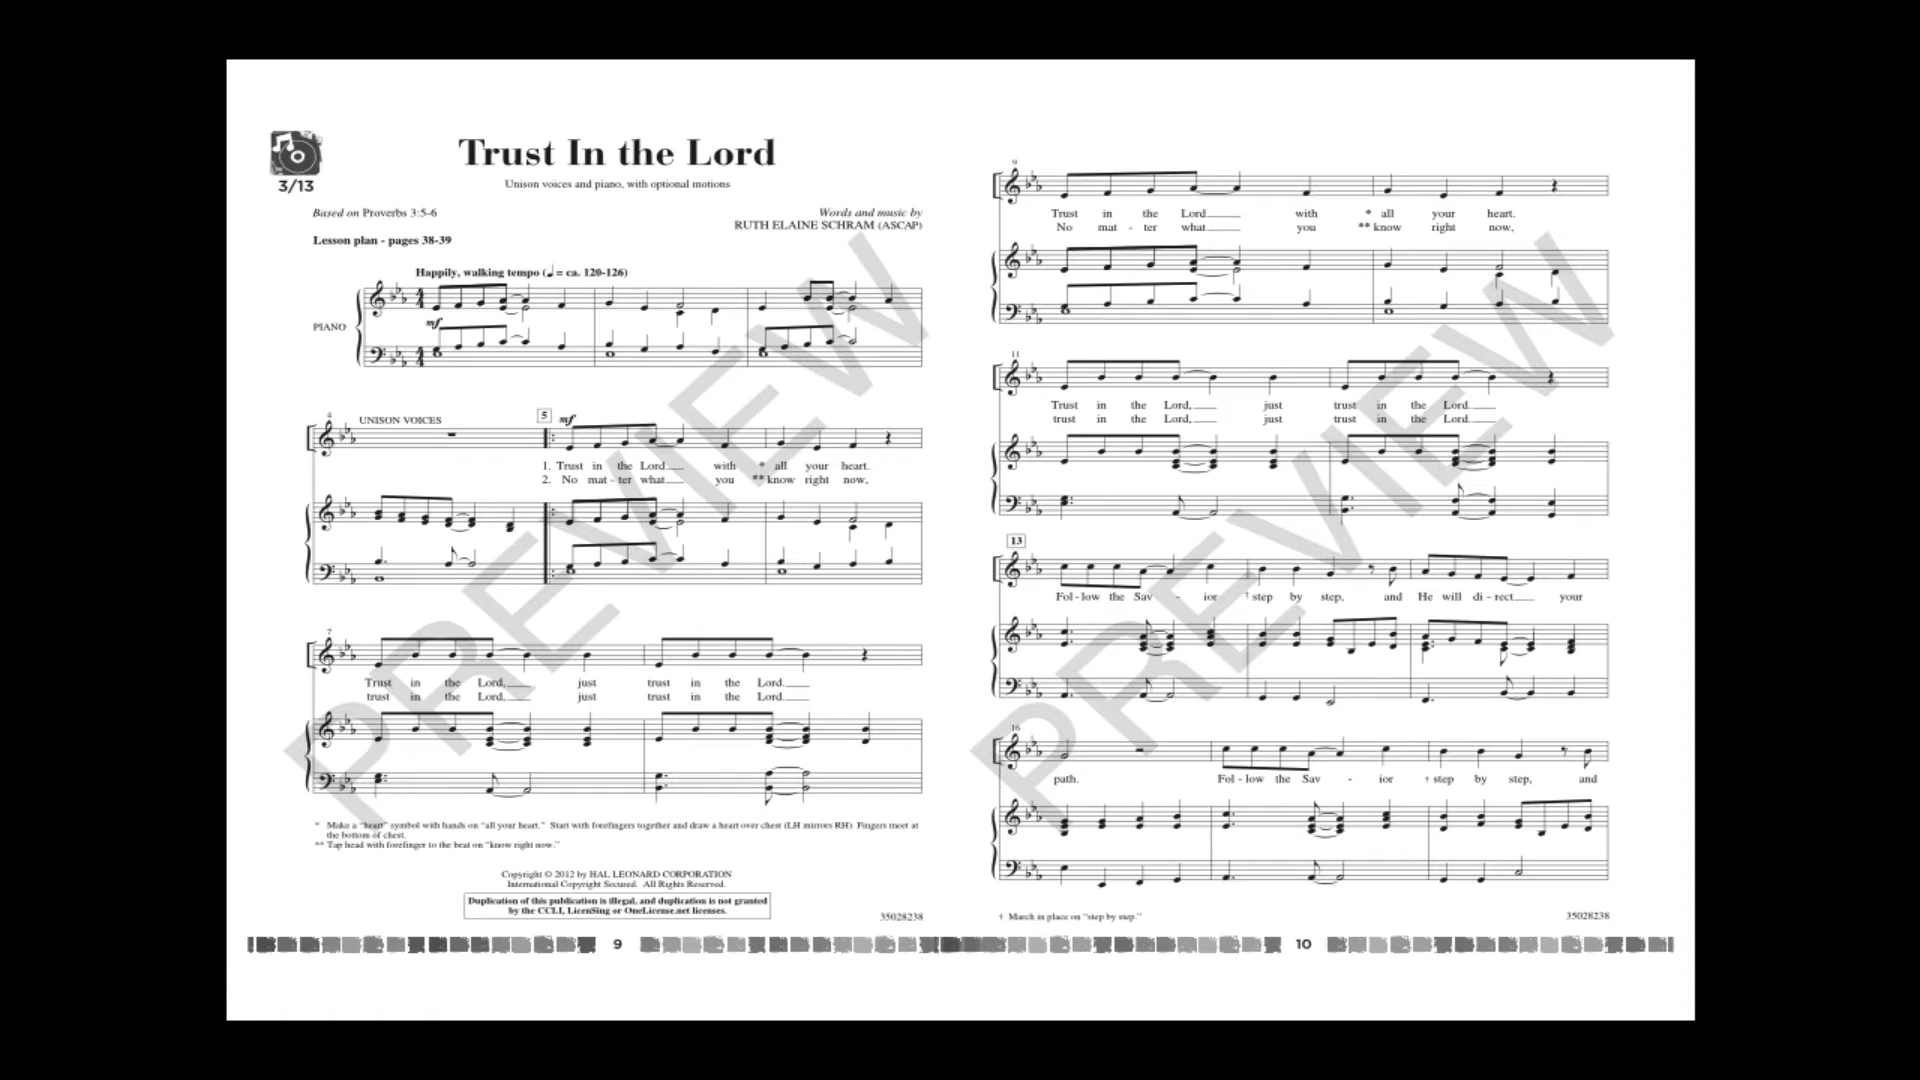 3/13
Trust In the Lord
Unison voices and piano, with optional motions
Based on Proverbs 3:5-6
Words and music by
RUTH ELAINE SCHRAM (ASCAP)
Lesson plan - pages 38-39
Happily, walking tempo (♩ = ca. 120-126)
PIANO
mf
4
UNISON VOICES
5
mf
1. Trust in the Lord with * all your heart.
2. No mat - ter what you ** know right now,
7
Trust in the Lord, just trust in the Lord.
trust in the Lord, just trust in the Lord.
* Make a "heart" symbol with hands on "all your heart." Start with forefingers together and draw a heart over chest (LH mirrors RH). Fingers meet at
the bottom of chest.
** Tap head with forefinger to the beat on "know right now."
Copyright © 2012 by HAL LEONARD CORPORATION
International Copyright Secured. All Rights Reserved.
Duplication of this publication is illegal, and duplication is not granted
by the CCLI, LicenSing or OneLicense.net licenses.
35028238
9
PREVIEW
9
Trust in the Lord with * all your heart.
No mat - ter what you ** know right now,
11
Trust in the Lord, just trust in the Lord.
trust in the Lord, just trust in the Lord.
13
Fol - low the Sav - ior † step by step, and He will di - rect your
16
path. Fol - low the Sav - ior † step by step, and
† March in place on "step by step."
35028238
10
PREVIEW